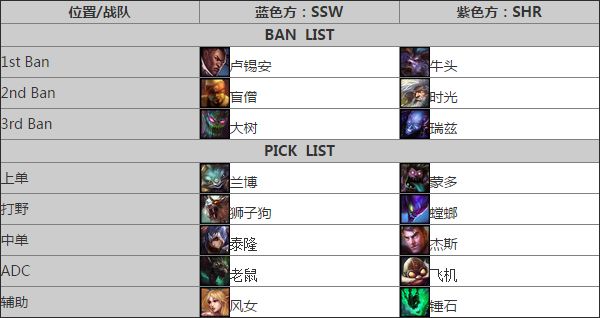 位置/战队 蓝色方：SSW 紫色方：SHR
BAN LIST
1st Ban 卢锡安 牛头
2nd Ban 盲僧 时光
3rd Ban 大树 瑞兹
PICK LIST
上单 兰博 蒙多
打野 狮子狗 螳螂
中单 泰隆 杰斯
ADC 老鼠 飞机
辅助 风女 锤石